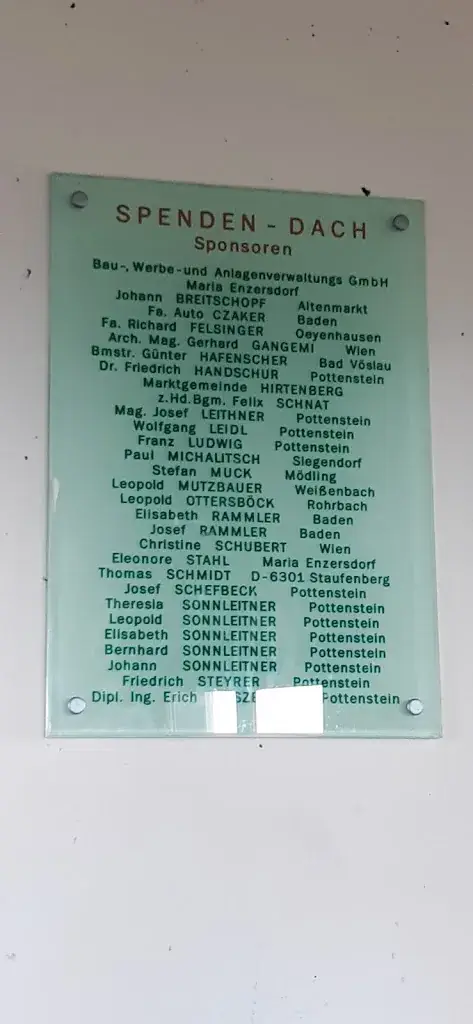 SPENDEN - DACH
Sponsoren
Bau-, Werbe- und Anlagenverwaltungs GmbH
Maria Enzersdorf
Johann BREITSCHOPF Altenmarkt
Fa. Auto CZAKER Baden
Fa. Richard FELSINGER Oeyenhausen
Arch. Mag. Gerhard GANGEMI Wien
Bmstr. Günter HAFENSCHER Bad Vöslau
Dr. Friedrich HANDSCHUR Pottenstein
Marktgemeinde HIRTENBERG
z.Hd.Bgm. Felix SCHNAT
Mag. Josef LEITHNER Pottenstein
Wolfgang LEIDL Pottenstein
Franz LUDWIG Pottenstein
Paul MICHALITSCH Siegendorf
Stefan MUCK Mödling
Leopold MUTZBAUER Weißenbach
Leopold OTTERSBÖCK Rohrbach
Elisabeth RAMMLER Baden
Josef RAMMLER Baden
Christine SCHUBERT Wien
Eleonore STAHL Maria Enzersdorf
Thomas SCHMIDT D-6301 Staufenberg
Josef SCHEFBECK Pottenstein
Theresia SONNLEITNER Pottenstein
Leopold SONNLEITNER Pottenstein
Elisabeth SONNLEITNER Pottenstein
Bernhard SONNLEITNER Pottenstein
Johann SONNLEITNER Pottenstein
Friedrich STEYRER Pottenstein
Dipl. Ing. Erich Pottenstein